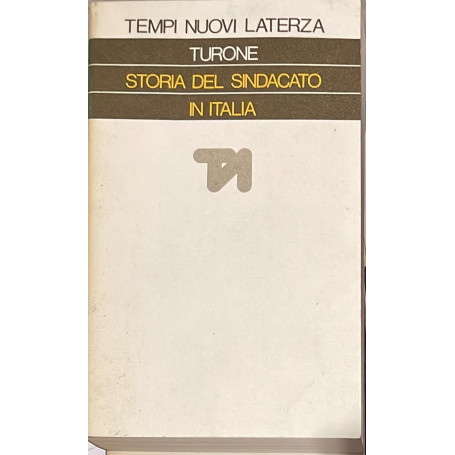 TEMPI NUOVI LATERZA
TURONE
STORIA DEL SINDACATO
IN ITALIA